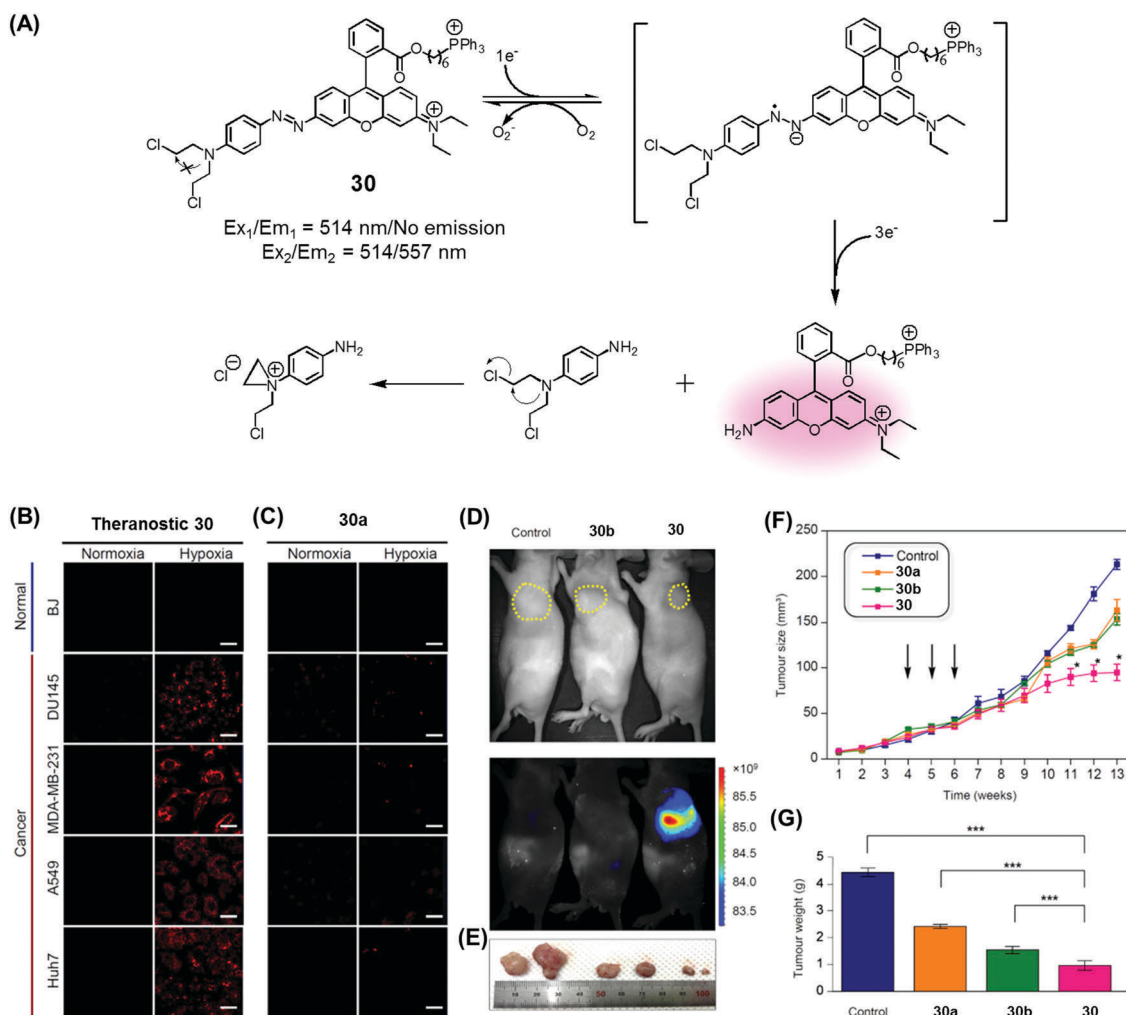 (A)
O
O
6
⊕
PPh3
1e-
O2-
O2
N
N
O
⊕
N
Cl
N
Cl
30
Ex1/Em1 = 514 nm/No emission
Ex2/Em2 = 514/557 nm
O
O
6
⊕
PPh3
N
N
⊖
O
N
Cl
N
Cl
3e-
Cl⊖
⊕
N
NH2
Cl
Cl
N
NH2
Cl
+
O
O
6
⊕
PPh3
H2N
O
⊕
N
(B)
Theranostic 30
Normoxia Hypoxia
Normal
BJ
Cancer
DU145
MDA-MB-231
A549
Huh7
(C)
30a
Normoxia Hypoxia
(D)
Control 30b 30
×10⁹
85.5
85.0
84.5
84.0
83.5
(E)
10 50 100
(F)
Tumour size (mm³)
250
200
150
100
50
0
Control
30a
30b
30
* * *
1 2 3 4 5 6 7 8 9 10 11 12 13
Time (weeks)
(G)
Tumour weight (g)
5
4
3
2
1
0
***
***
***
Control 30a 30b 30